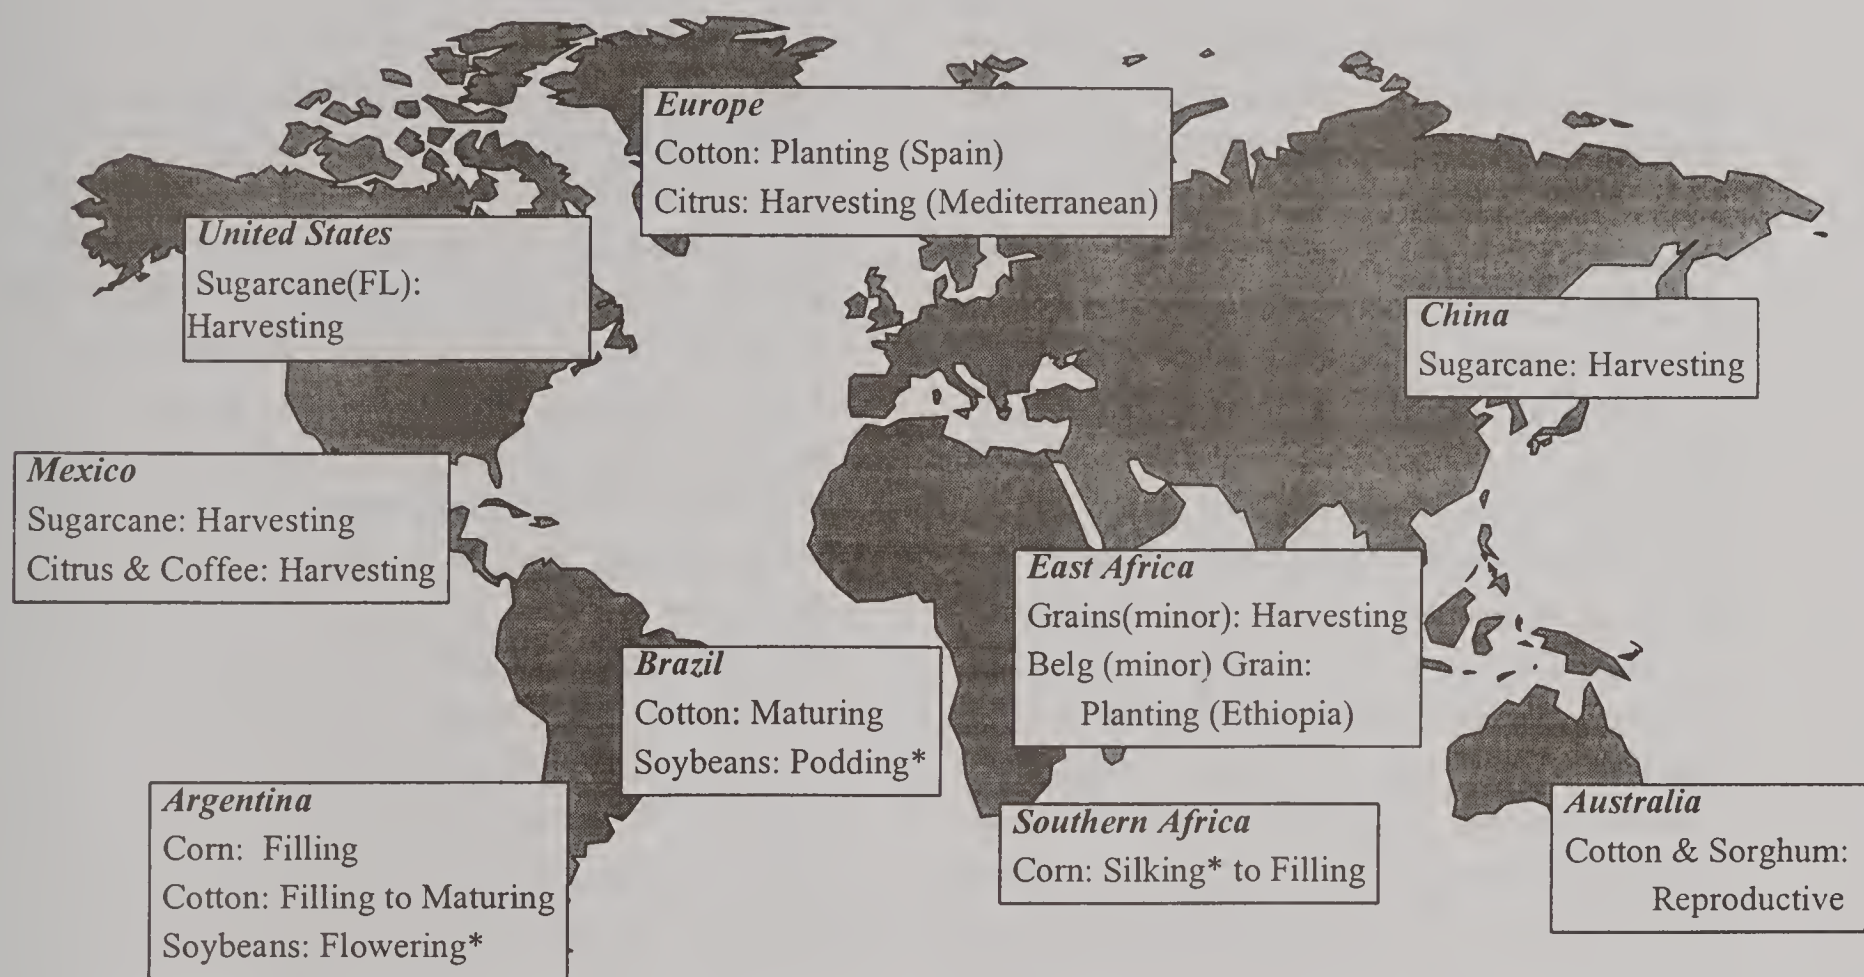 Europe
Cotton: Planting (Spain)
Citrus: Harvesting (Mediterranean)
United States
Sugarcane(FL):
Harvesting
China
Sugarcane: Harvesting
Mexico
Sugarcane: Harvesting
Citrus & Coffee: Harvesting
East Africa
Grains(minor): Harvesting
Belg (minor) Grain:
Planting (Ethiopia)
Brazil
Cotton: Maturing
Soybeans: Podding*
Argentina
Corn: Filling
Cotton: Filling to Maturing
Soybeans: Flowering*
Southern Africa
Corn: Silking* to Filling
Australia
Cotton & Sorghum:
Reproductive